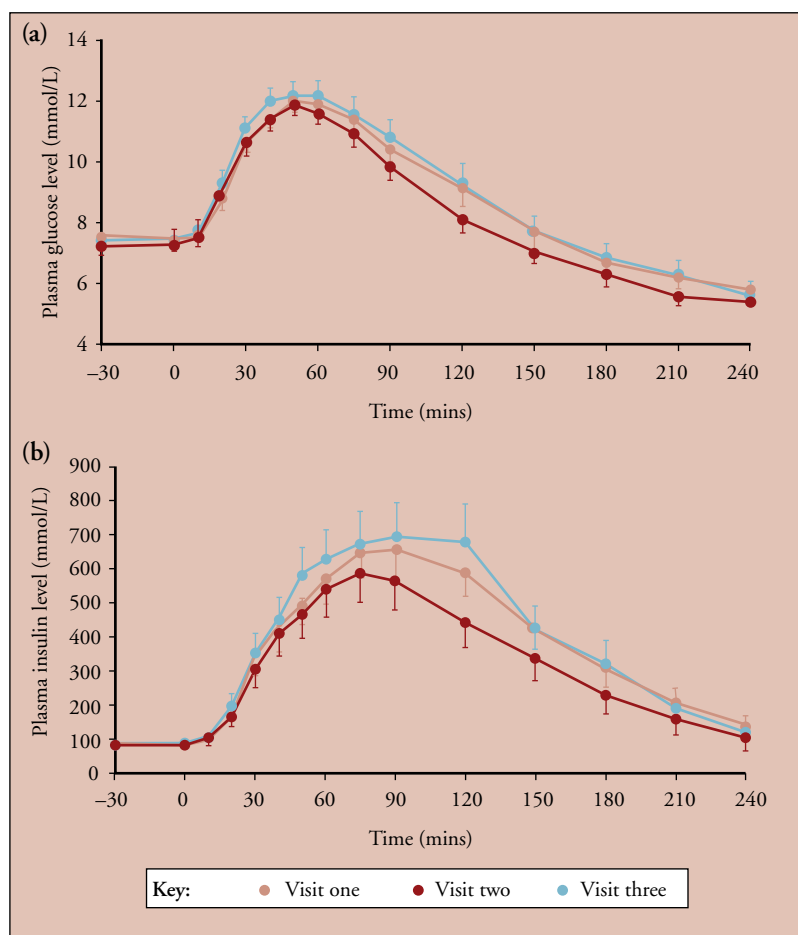 (a)
Plasma glucose level (mmol/L)
14
12
10
8
6
4
–30 0 30 60 90 120 150 180 210 240
Time (mins)
(b)
Plasma insulin level (mmol/L)
900
800
700
600
500
400
300
200
100
0
–30 0 30 60 90 120 150 180 210 240
Time (mins)
Key: Visit one Visit two Visit three